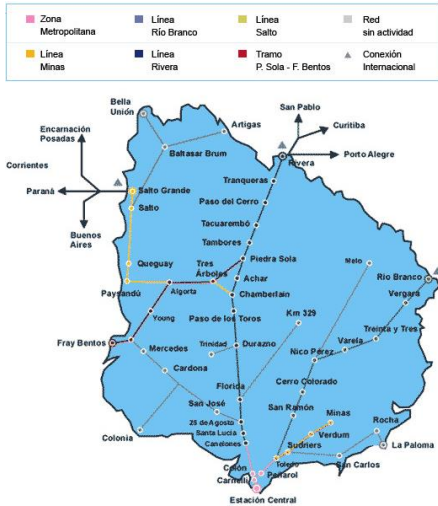 Zona
Metropolitana
Línea
Río Branco
Línea
Salto
Red
sin actividad
Línea
Minas
Línea
Rivera
Tramo
P. Sola - F. Bentos
Conexión
Internacional
Bella
Unión
Artigas
San Pablo
Curitiba
Encarnación
Posadas
Baltasar Brum
Rivera
Porto Alegre
Corrientes
Tranqueras
Paraná
Salto Grande
Paso del Cerro
Salto
Tacuarembó
Buenos
Aires
Tambores
Queguay
Tres
Árboles
Piedra Sola
Melo
Río Branco
Achar
Paysandú
Algorta
Chamberlain
Vergara
Young
Paso de los Toros
Km 329
Treinta y Tres
Fray Bentos
Mercedes
Trinidad
Durazno
Varela
Nico Pérez
Cardona
Cerro Colorado
Florida
San José
San Ramón
Minas
Rocha
25 de Agosto
Verdum
Colonia
Santa Lucía
Canelones
Sudriers
La Paloma
Colón
Toledo
San Carlos
Carnelli
Peñarol
Estación Central